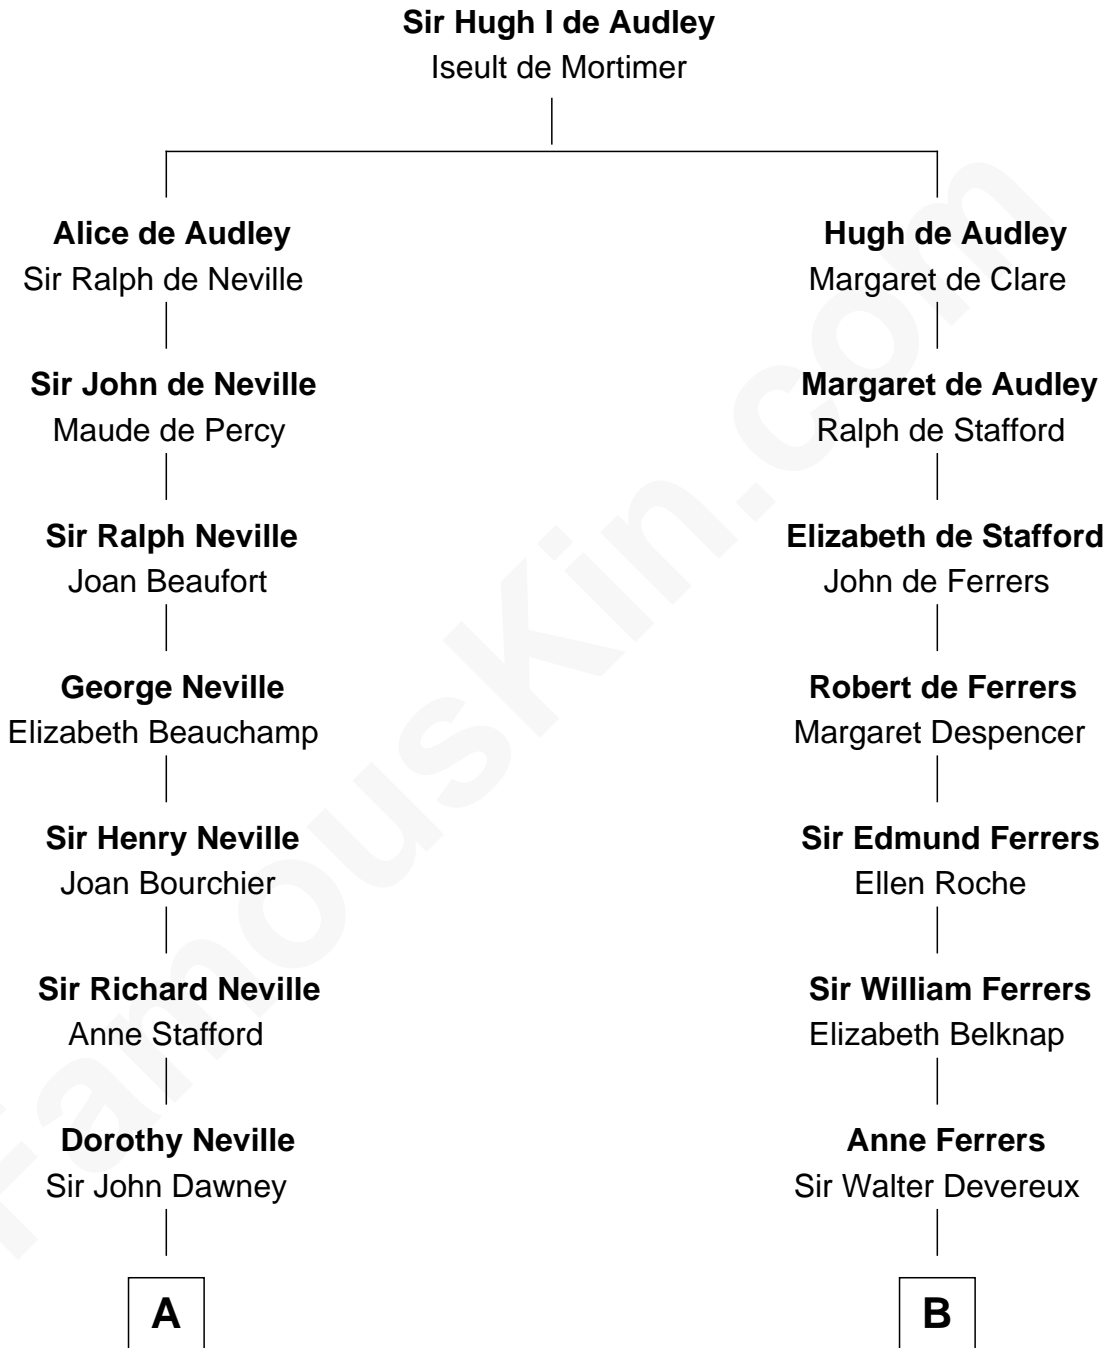 Sir Hugh I de Audley
Iseult de Mortimer
Alice de Audley
Sir Ralph de Neville
Hugh de Audley
Margaret de Clare
Sir John de Neville
Maude de Percy
Margaret de Audley
Ralph de Stafford
Sir Ralph Neville
Joan Beaufort
Elizabeth de Stafford
John de Ferrers
George Neville
Elizabeth Beauchamp
Robert de Ferrers
Margaret Despencer
Sir Henry Neville
Joan Bourchier
Sir Edmund Ferrers
Ellen Roche
Sir Richard Neville
Anne Stafford
Sir William Ferrers
Elizabeth Belknap
Dorothy Neville
Sir John Dawney
Anne Ferrers
Sir Walter Devereux
A
B
FamousKin.com